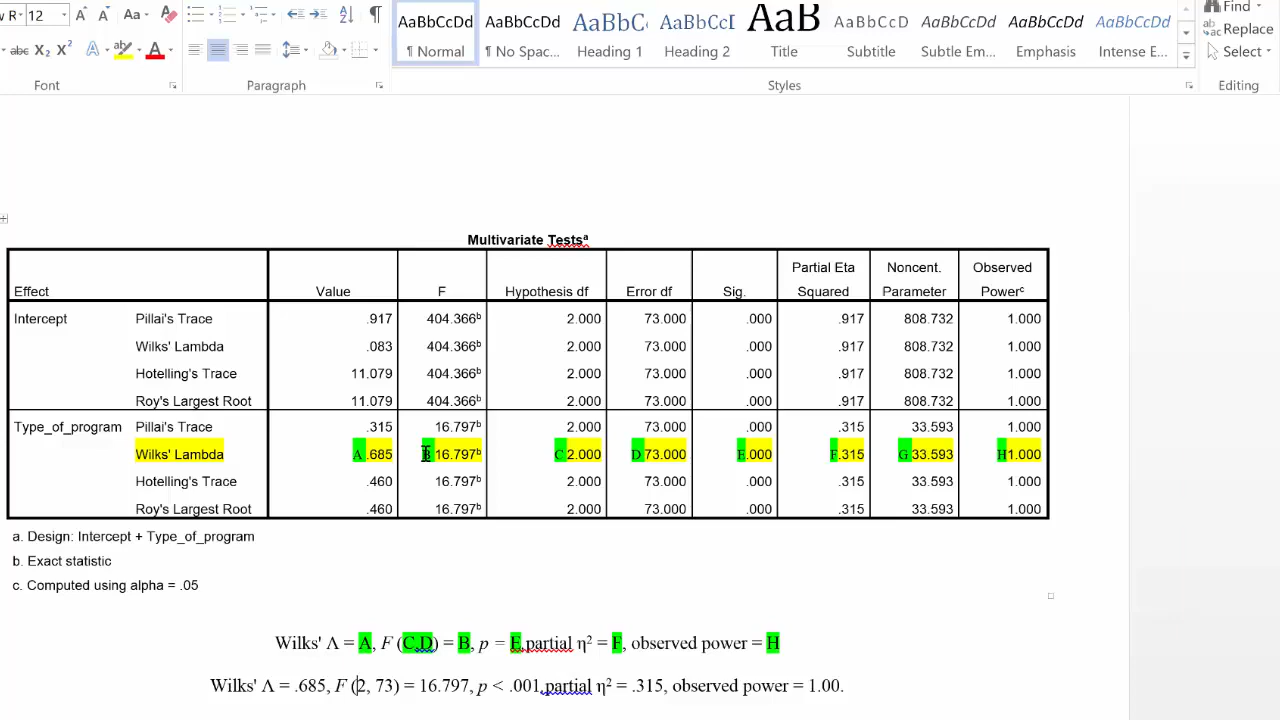 R 12 Aa ¶ AaBbCcDd AaBbCcDd AaBbCc AaBbCcI AaB AaBbCcD AaBbCcDd AaBbCcDd AaBbCcDd Find
abc X₂ X² A A ¶ Normal ¶ No Spac... Heading 1 Heading 2 Title Subtitle Subtle Em... Emphasis Intense E... Replace
Select
Font Paragraph Styles Editing
Multivariate Testsᵃ
Effect Value F Hypothesis df Error df Sig. Partial Eta Squared Noncent. Parameter Observed Powerᶜ
Intercept Pillai's Trace .917 404.366ᵇ 2.000 73.000 .000 .917 808.732 1.000
Wilks' Lambda .083 404.366ᵇ 2.000 73.000 .000 .917 808.732 1.000
Hotelling's Trace 11.079 404.366ᵇ 2.000 73.000 .000 .917 808.732 1.000
Roy's Largest Root 11.079 404.366ᵇ 2.000 73.000 .000 .917 808.732 1.000
Type_of_program Pillai's Trace .315 16.797ᵇ 2.000 73.000 .000 .315 33.593 1.000
Wilks' Lambda A .685 B 16.797ᵇ C 2.000 D 73.000 E.000 F.315 G 33.593 H1.000
Hotelling's Trace .460 16.797ᵇ 2.000 73.000 .000 .315 33.593 1.000
Roy's Largest Root .460 16.797ᵇ 2.000 73.000 .000 .315 33.593 1.000
a. Design: Intercept + Type_of_program
b. Exact statistic
c. Computed using alpha = .05
Wilks' Λ = A, F (C,D) = B, p = E,partial η² = F, observed power = H
Wilks' Λ = .685, F (2, 73) = 16.797, p < .001,partial η² = .315, observed power = 1.00.